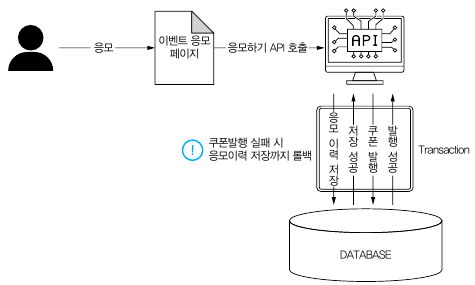 응모
이벤트 응모
페이지
응모하기 API 호출
API
쿠폰발행 실패 시
응모이력 저장까지 롤백
!
응모 이력 저장
저장 성공
쿠폰 발행
발행 성공
Transaction
DATABASE